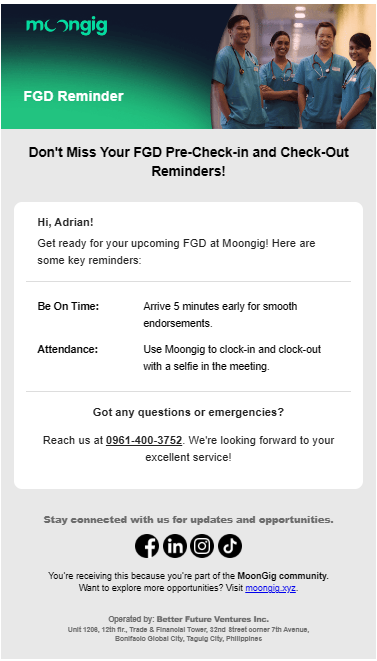 moongig
FGD Reminder
Don't Miss Your FGD Pre-Check-in and Check-Out
Reminders!
Hi, Adrian!
Get ready for your upcoming FGD at Moongig! Here are
some key reminders:
Be On Time:
Arrive 5 minutes early for smooth
endorsements.
Attendance:
Use Moongig to clock-in and clock-out
with a selfie in the meeting.
Got any questions or emergencies?
Reach us at 0961-400-3752. We're looking forward to your
excellent service!
Stay connected with us for updates and opportunities.
You're receiving this because you're part of the MoonGig community.
Want to explore more opportunities? Visit moongig.xyz.
Operated by: Better Future Ventures Inc.
Unit 1208, 12th flr., Trade & Financial Tower, 32nd Street corner 7th Avenue,
Bonifacio Global City, Taguig City, Philippines